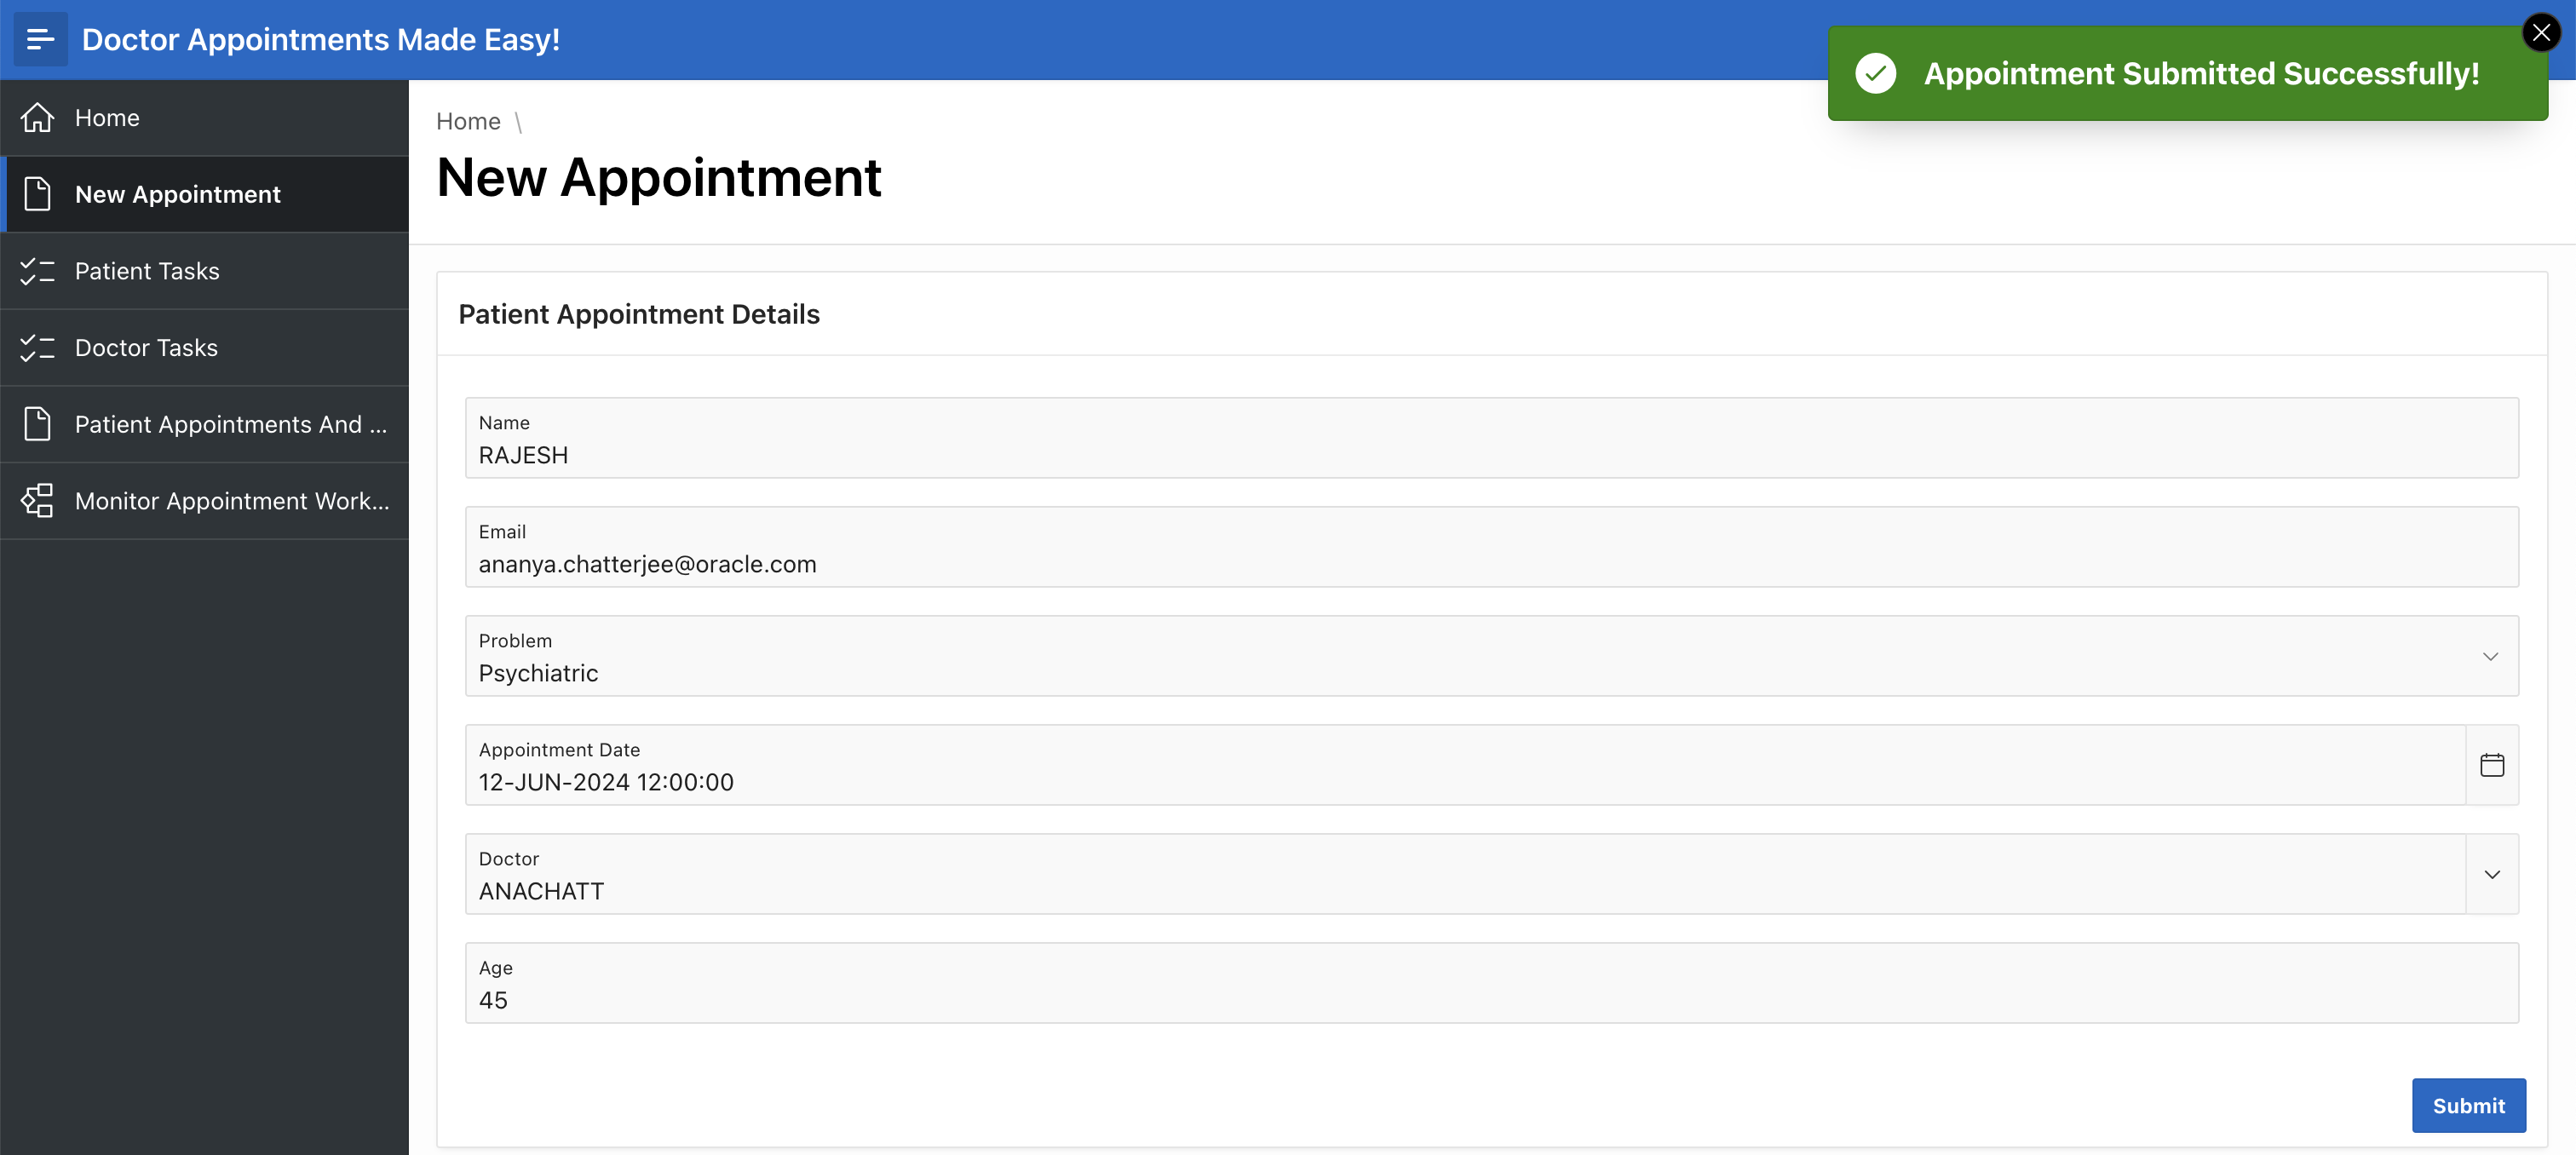 Doctor Appointments Made Easy!
Appointment Submitted Successfully!
Home
New Appointment
Patient Tasks
Doctor Tasks
Patient Appointments And ...
Monitor Appointment Work...
Home \
New Appointment
Patient Appointment Details
Name
RAJESH
Email
ananya.chatterjee@oracle.com
Problem
Psychiatric
Appointment Date
12-JUN-2024 12:00:00
Doctor
ANACHATT
Age
45
Submit